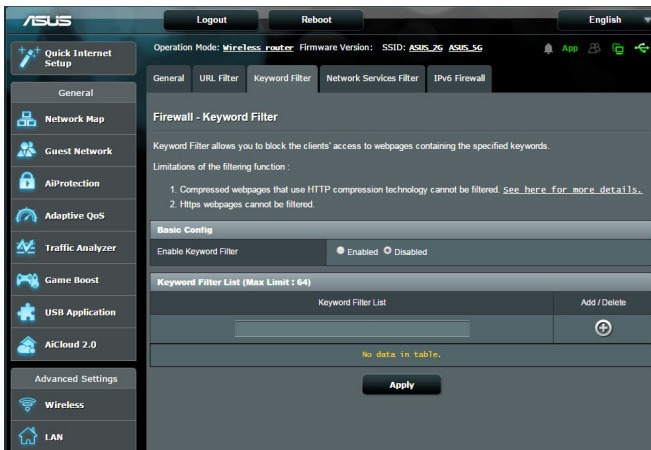 ASUS
Logout
Reboot
English
Quick Internet Setup
Operation Mode: Wireless router Firmware Version: SSID: ASUS_2G ASUS_5G
App
General
URL Filter
Keyword Filter
Network Services Filter
IPv6 Firewall
General
Network Map
Guest Network
AiProtection
Adaptive QoS
Traffic Analyzer
Game Boost
USB Application
AiCloud 2.0
Advanced Settings
Wireless
LAN
Firewall - Keyword Filter
Keyword Filter allows you to block the clients' access to webpages containing the specified keywords.
Limitations of the filtering function :
1. Compressed webpages that use HTTP compression technology cannot be filtered. See here for more details.
2. Https webpages cannot be filtered.
Basic Config
Enable Keyword Filter
Enabled Disabled
Keyword Filter List (Max Limit : 64)
Keyword Filter List
Add / Delete
No data in table.
Apply